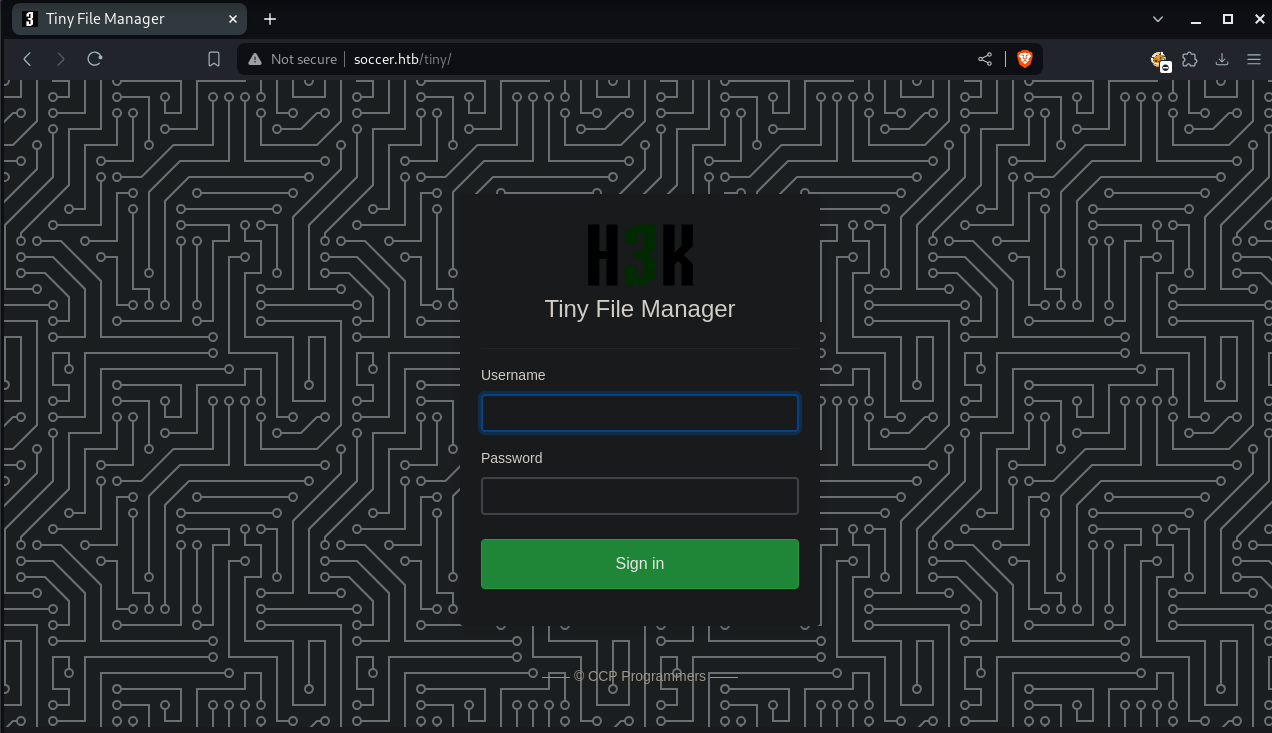 Tiny File Manager
Not secure soccer.htb/tiny/
H3K
Tiny File Manager
Username
Password
Sign in
© CCP Programmers